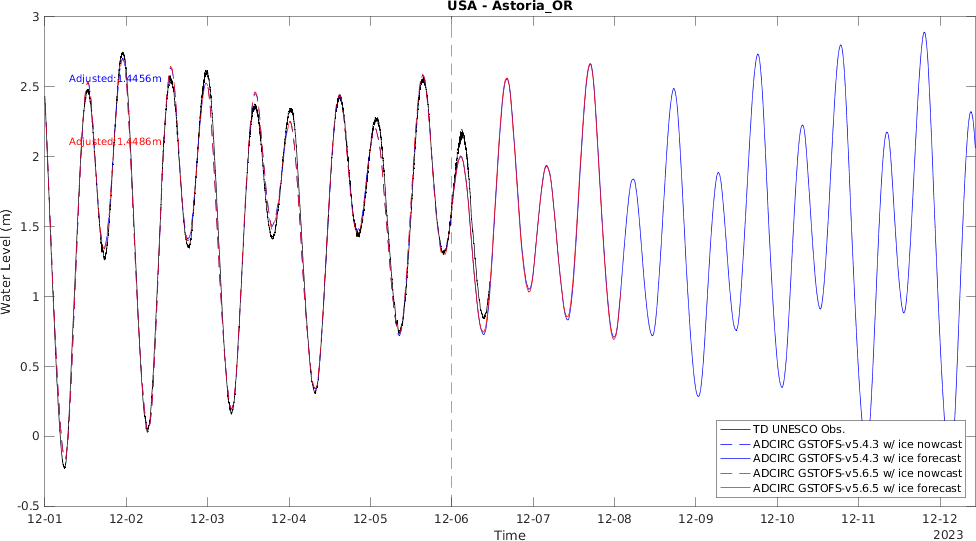 USA - Astoria_OR
3
2.5
2
1.5
1
0.5
0
-0.5
Water Level (m)
Adjusted:1.4456m
Adjusted:1.4486m
TD UNESCO Obs.
ADCIRC GSTOFS-v5.4.3 w/ ice nowcast
ADCIRC GSTOFS-v5.4.3 w/ ice forecast
ADCIRC GSTOFS-v5.6.5 w/ ice nowcast
ADCIRC GSTOFS-v5.6.5 w/ ice forecast
12-01 12-02 12-03 12-04 12-05 12-06 12-07 12-08 12-09 12-10 12-11 12-12
Time
2023